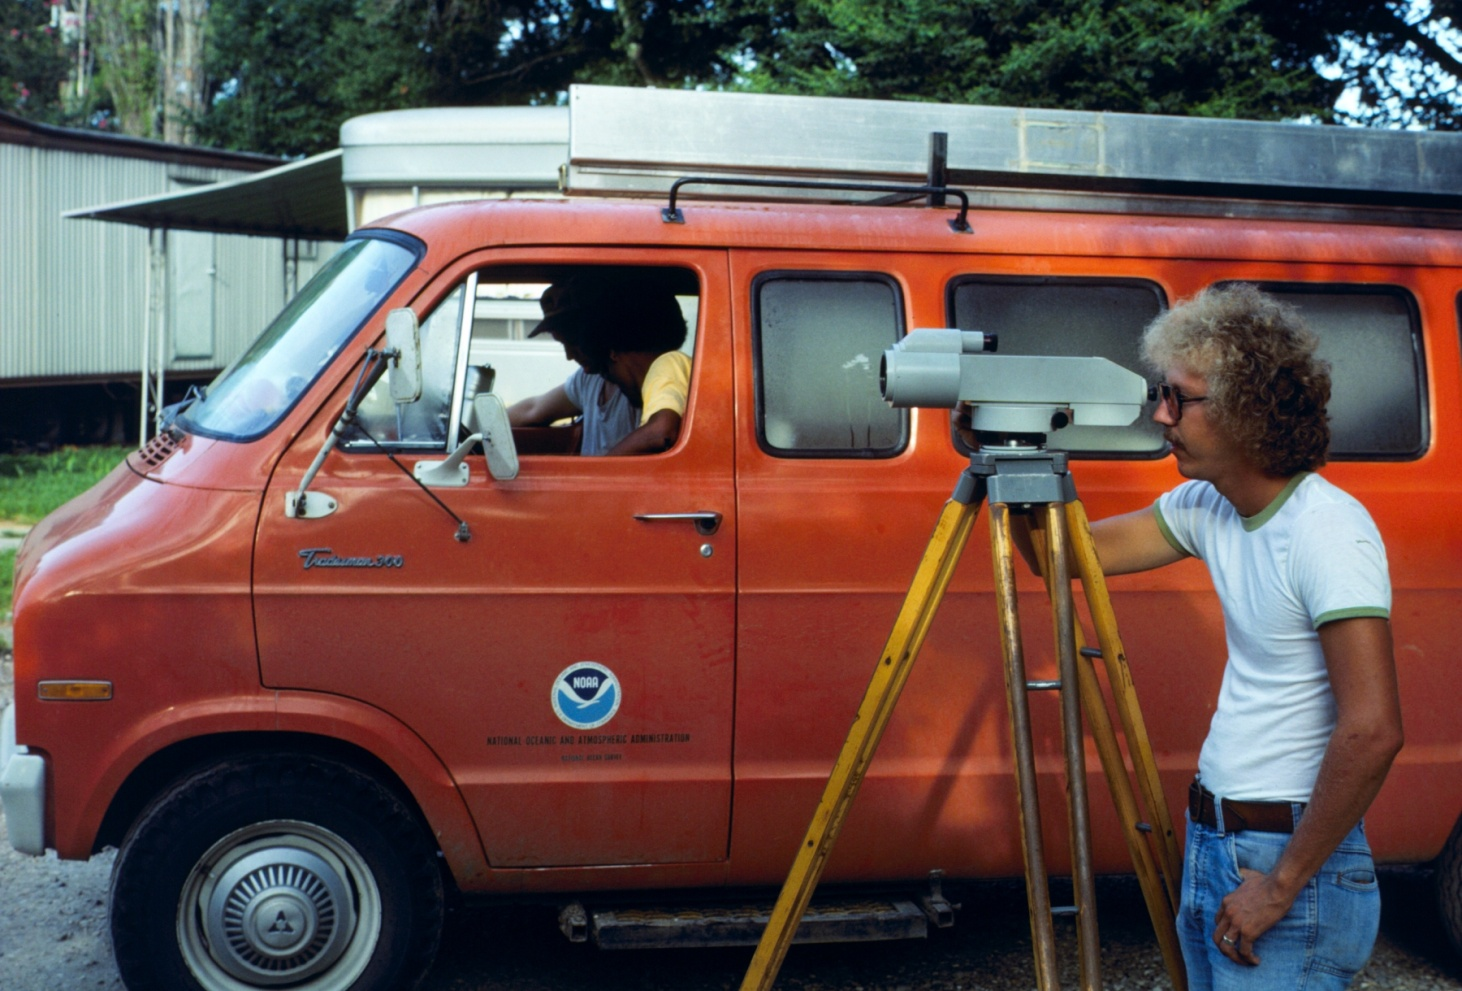 Tradesman 300
NOAA
NATIONAL OCEANIC AND ATMOSPHERIC ADMINISTRATION